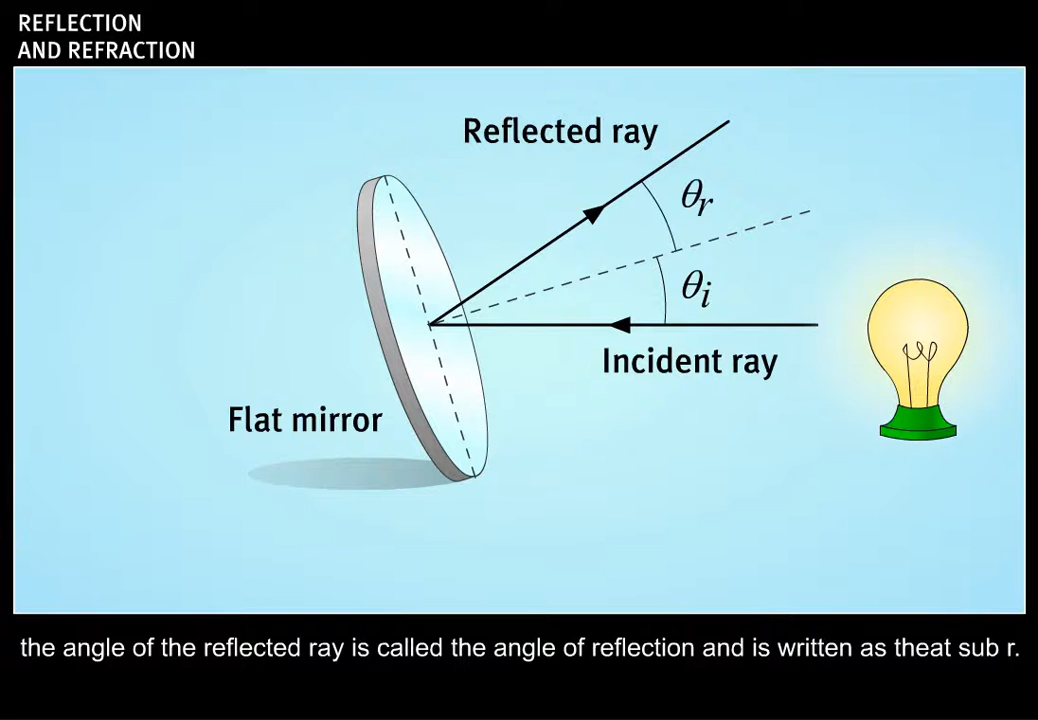 REFLECTION
AND REFRACTION
Reflected ray
θr
θi
Incident ray
Flat mirror
the angle of the reflected ray is called the angle of reflection and is written as theat sub r.